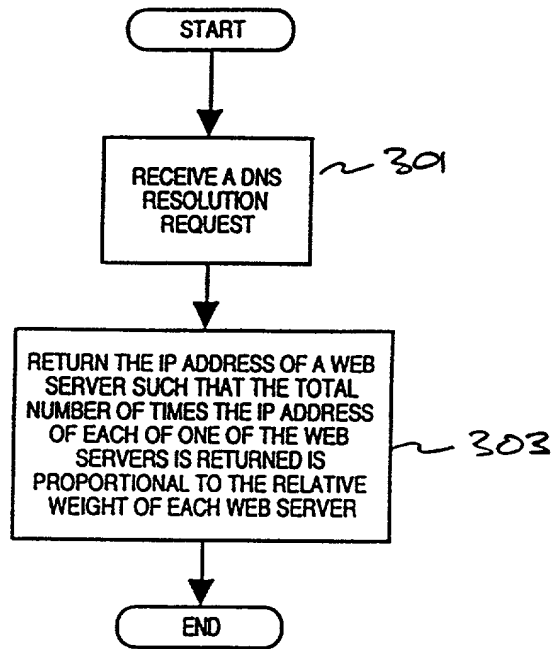 START
RECEIVE A DNS
RESOLUTION
REQUEST
301
RETURN THE IP ADDRESS OF A WEB
SERVER SUCH THAT THE TOTAL
NUMBER OF TIMES THE IP ADDRESS
OF EACH OF ONE OF THE WEB
SERVERS IS RETURNED IS
PROPORTIONAL TO THE RELATIVE
WEIGHT OF EACH WEB SERVER
303
END